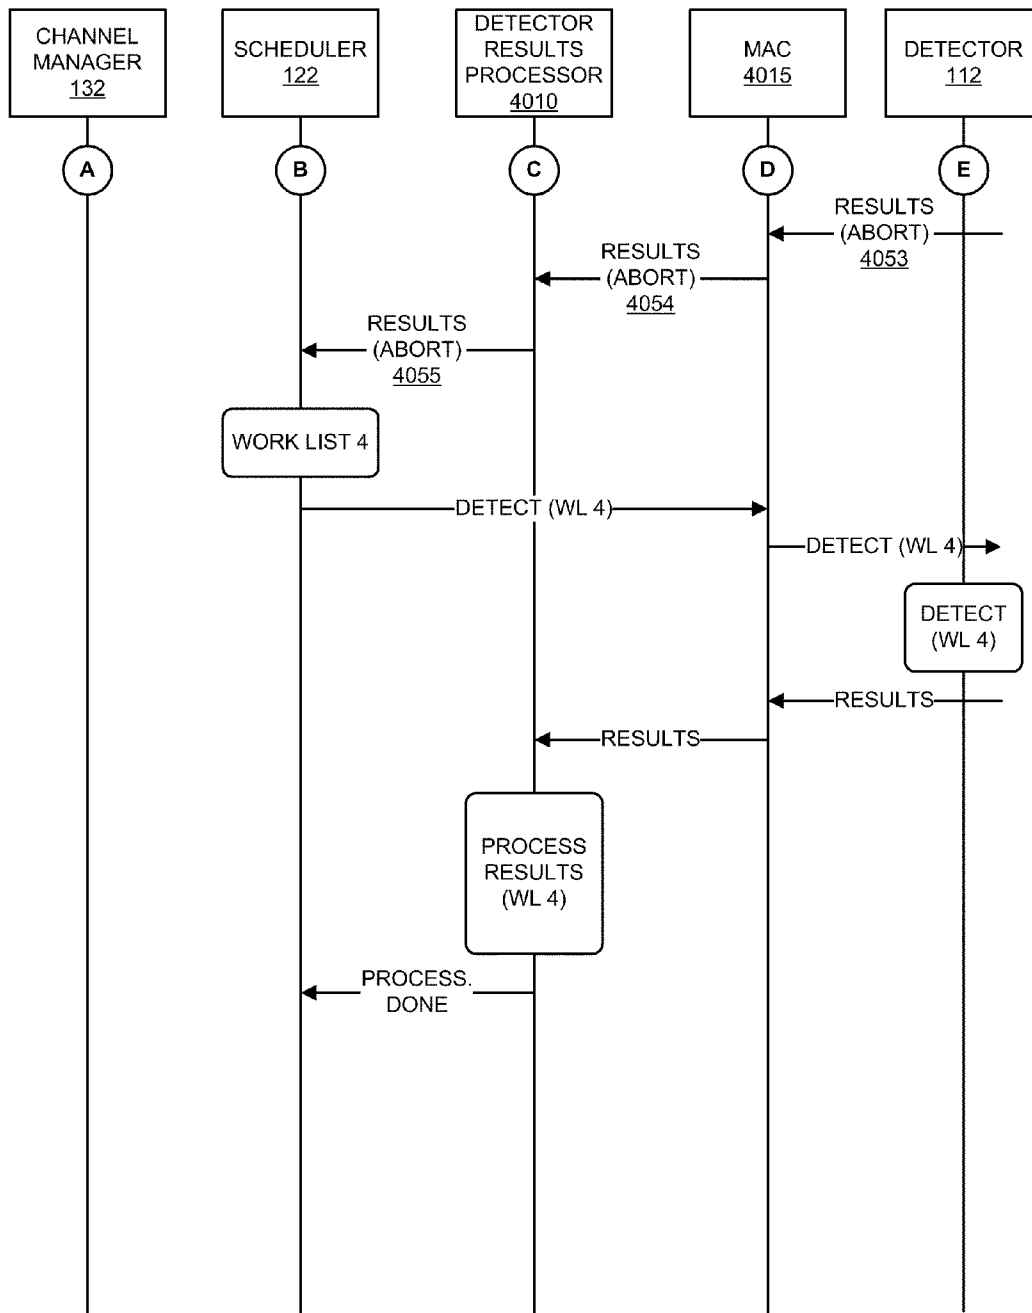 CHANNEL
MANAGER
132
SCHEDULER
122
DETECTOR
RESULTS
PROCESSOR
4010
MAC
4015
DETECTOR
112
A
B
C
D
E
RESULTS
(ABORT)
4053
RESULTS
(ABORT)
4054
RESULTS
(ABORT)
4055
WORK LIST 4
DETECT (WL 4)
DETECT (WL 4)
DETECT
(WL 4)
RESULTS
RESULTS
PROCESS
RESULTS
(WL 4)
PROCESS.
DONE